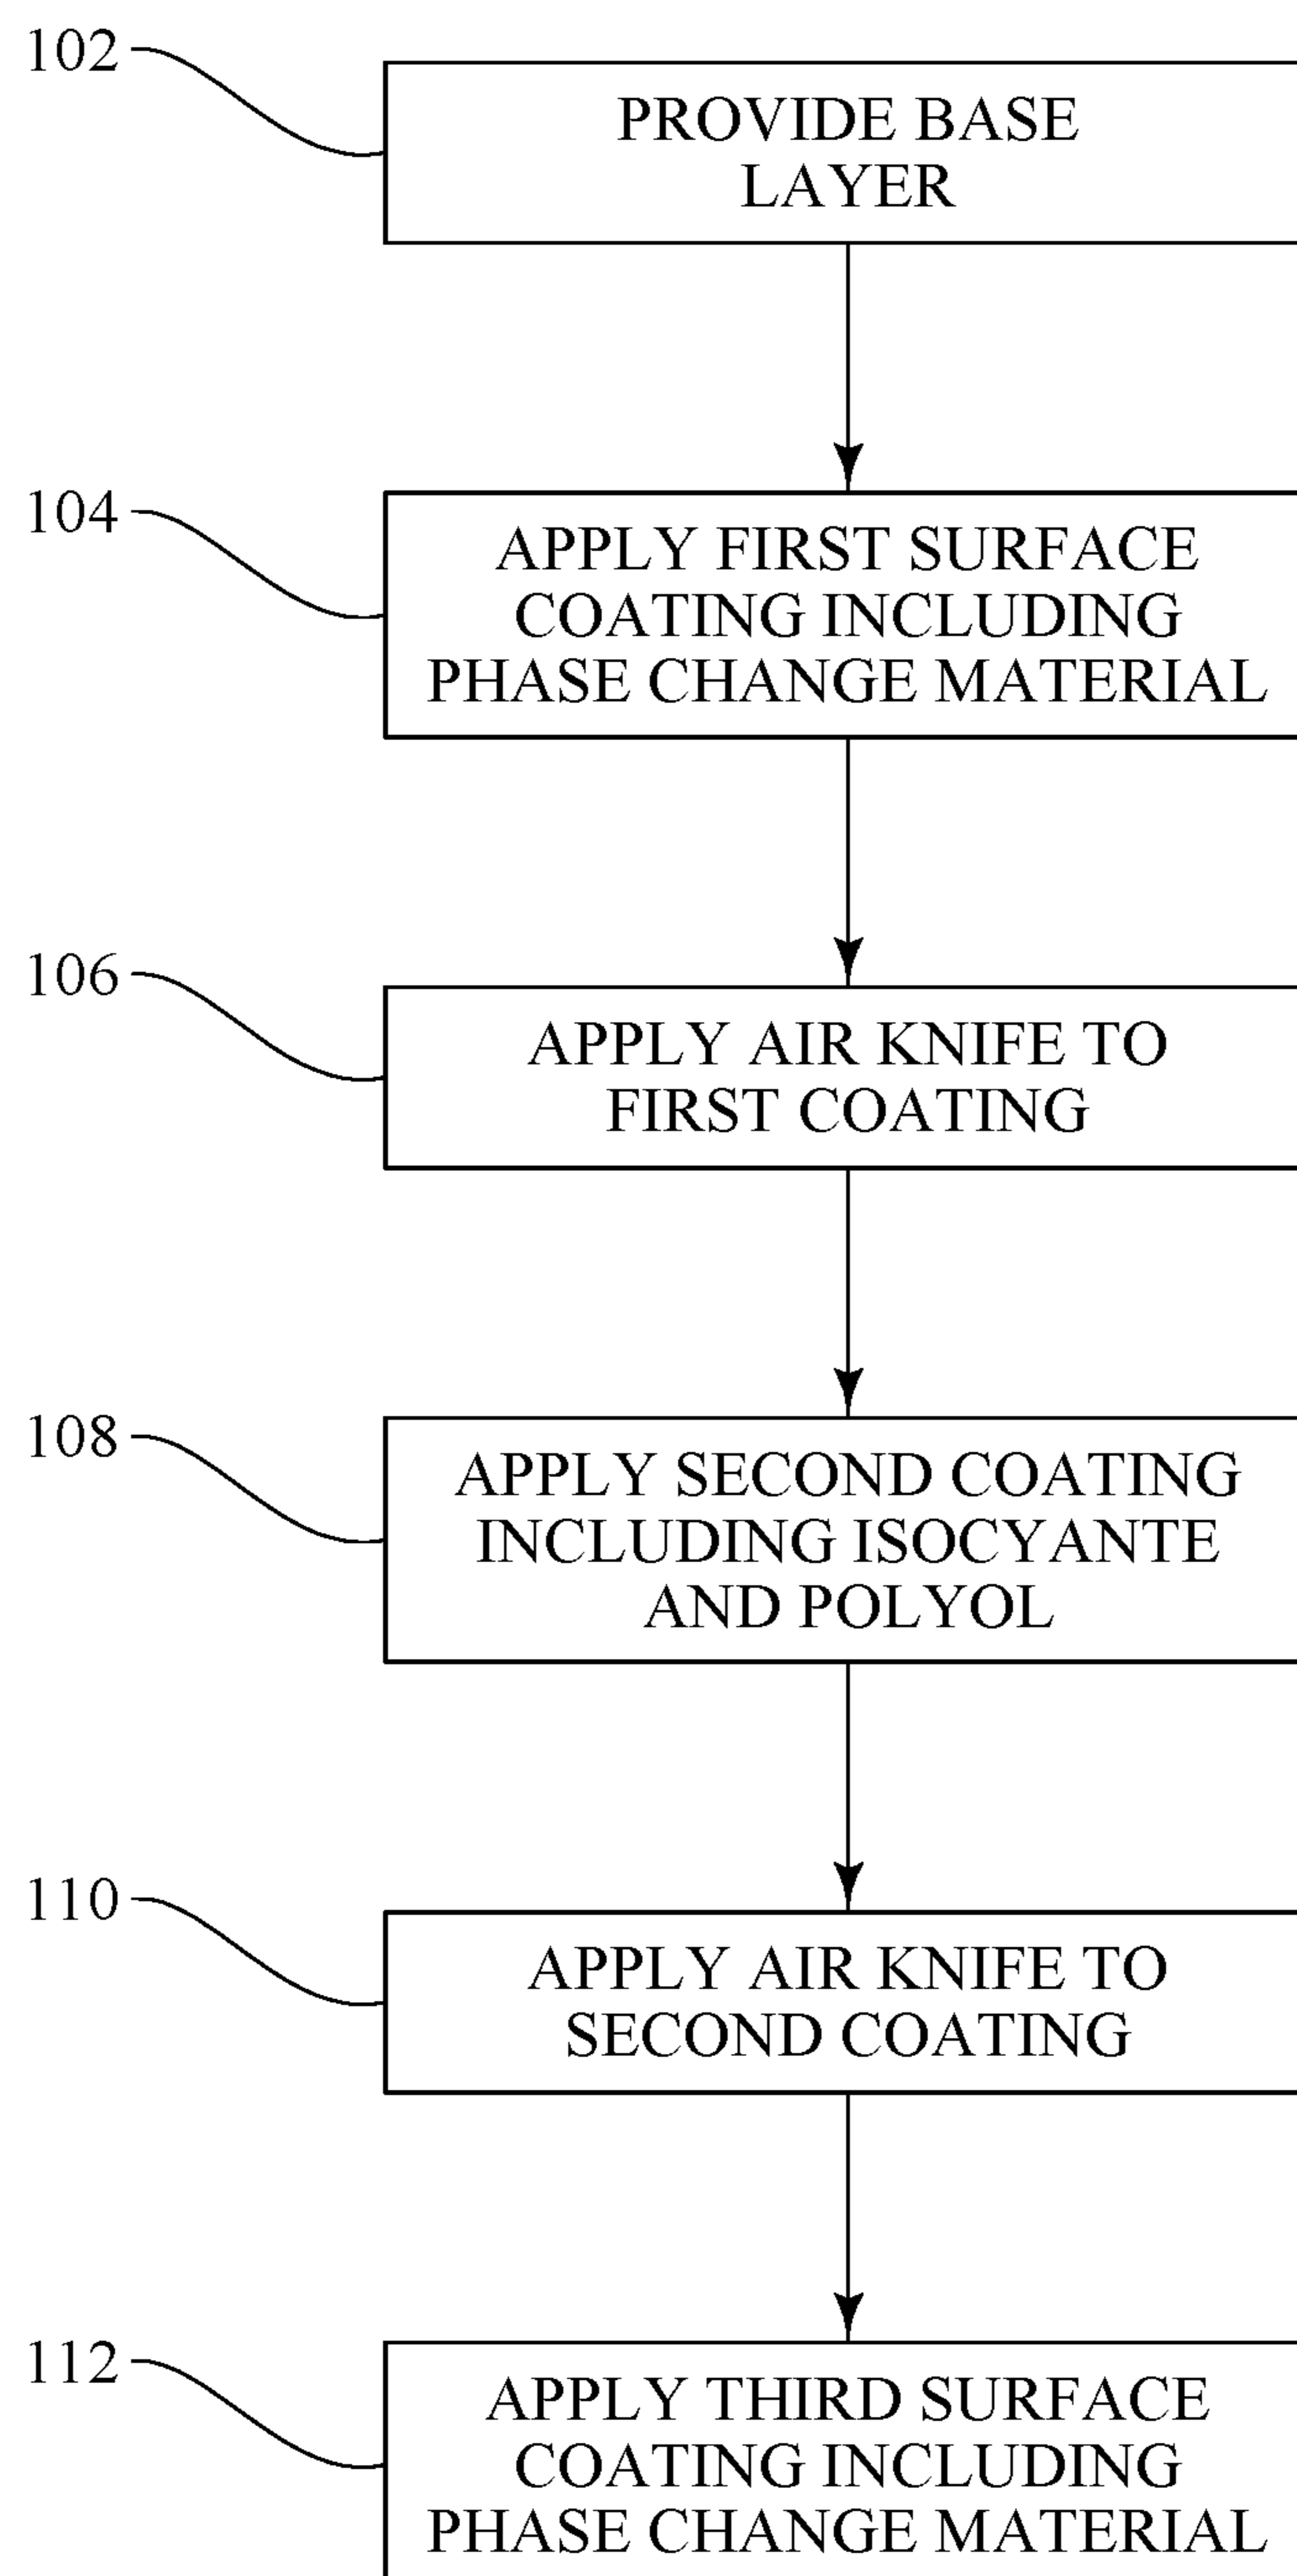 102
PROVIDE BASE
LAYER
104
APPLY FIRST SURFACE
COATING INCLUDING
PHASE CHANGE MATERIAL
106
APPLY AIR KNIFE TO
FIRST COATING
108
APPLY SECOND COATING
INCLUDING ISOCYANTE
AND POLYOL
110
APPLY AIR KNIFE TO
SECOND COATING
112
APPLY THIRD SURFACE
COATING INCLUDING
PHASE CHANGE MATERIAL